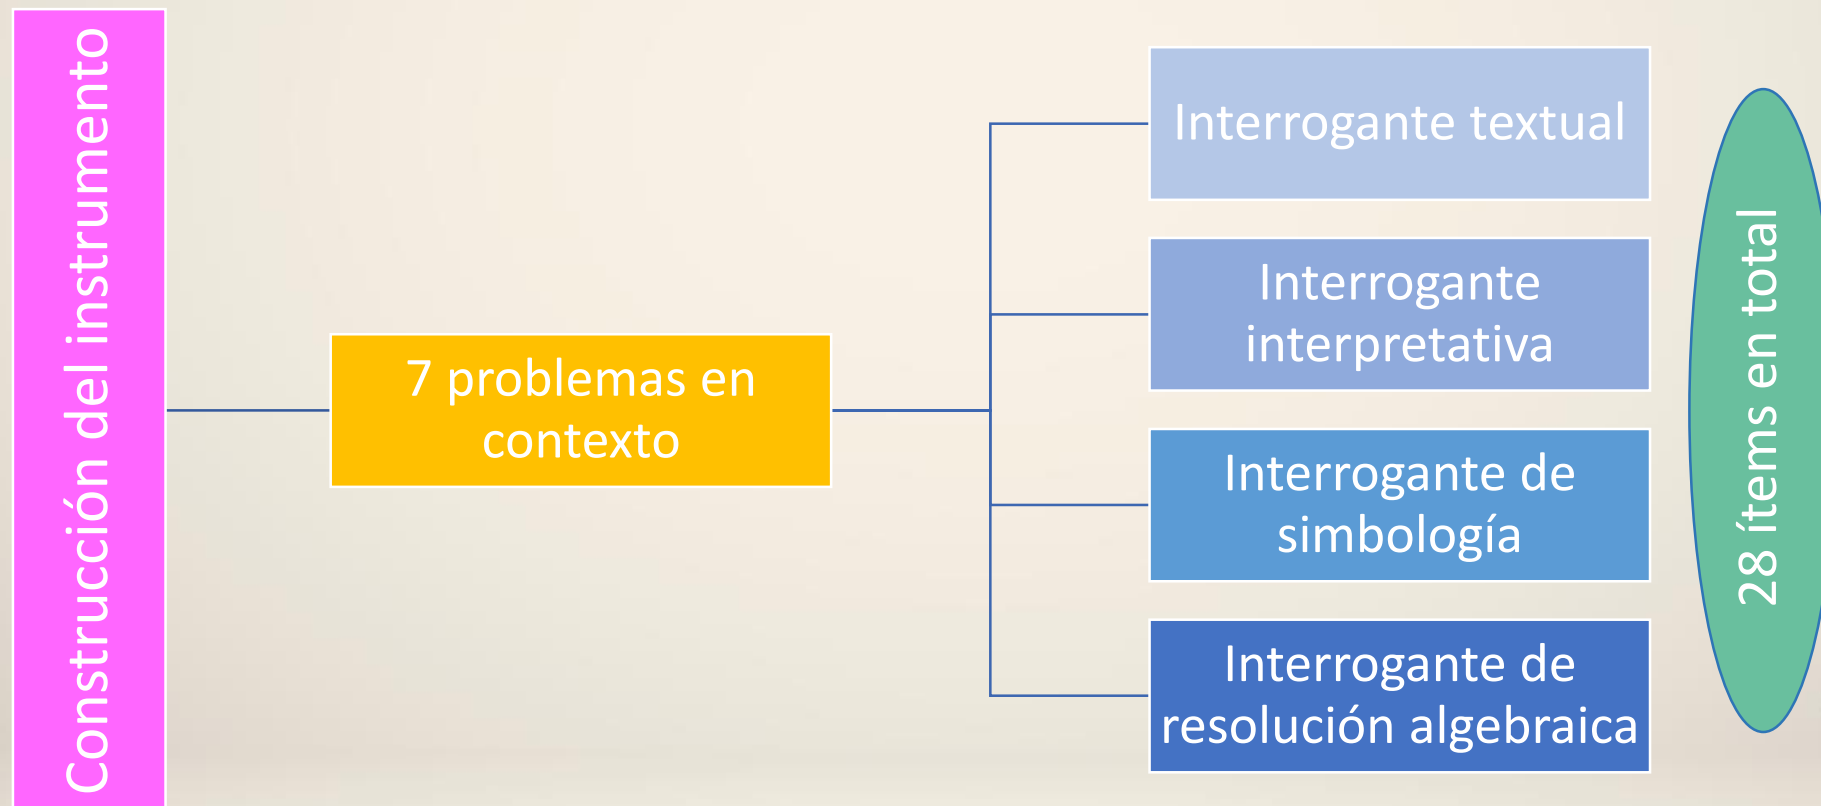 Construcción del instrumento
7 problemas en
contexto
Interrogante textual
Interrogante
interpretativa
Interrogante de
simbología
Interrogante de
resolución algebraica
28 ítems en total